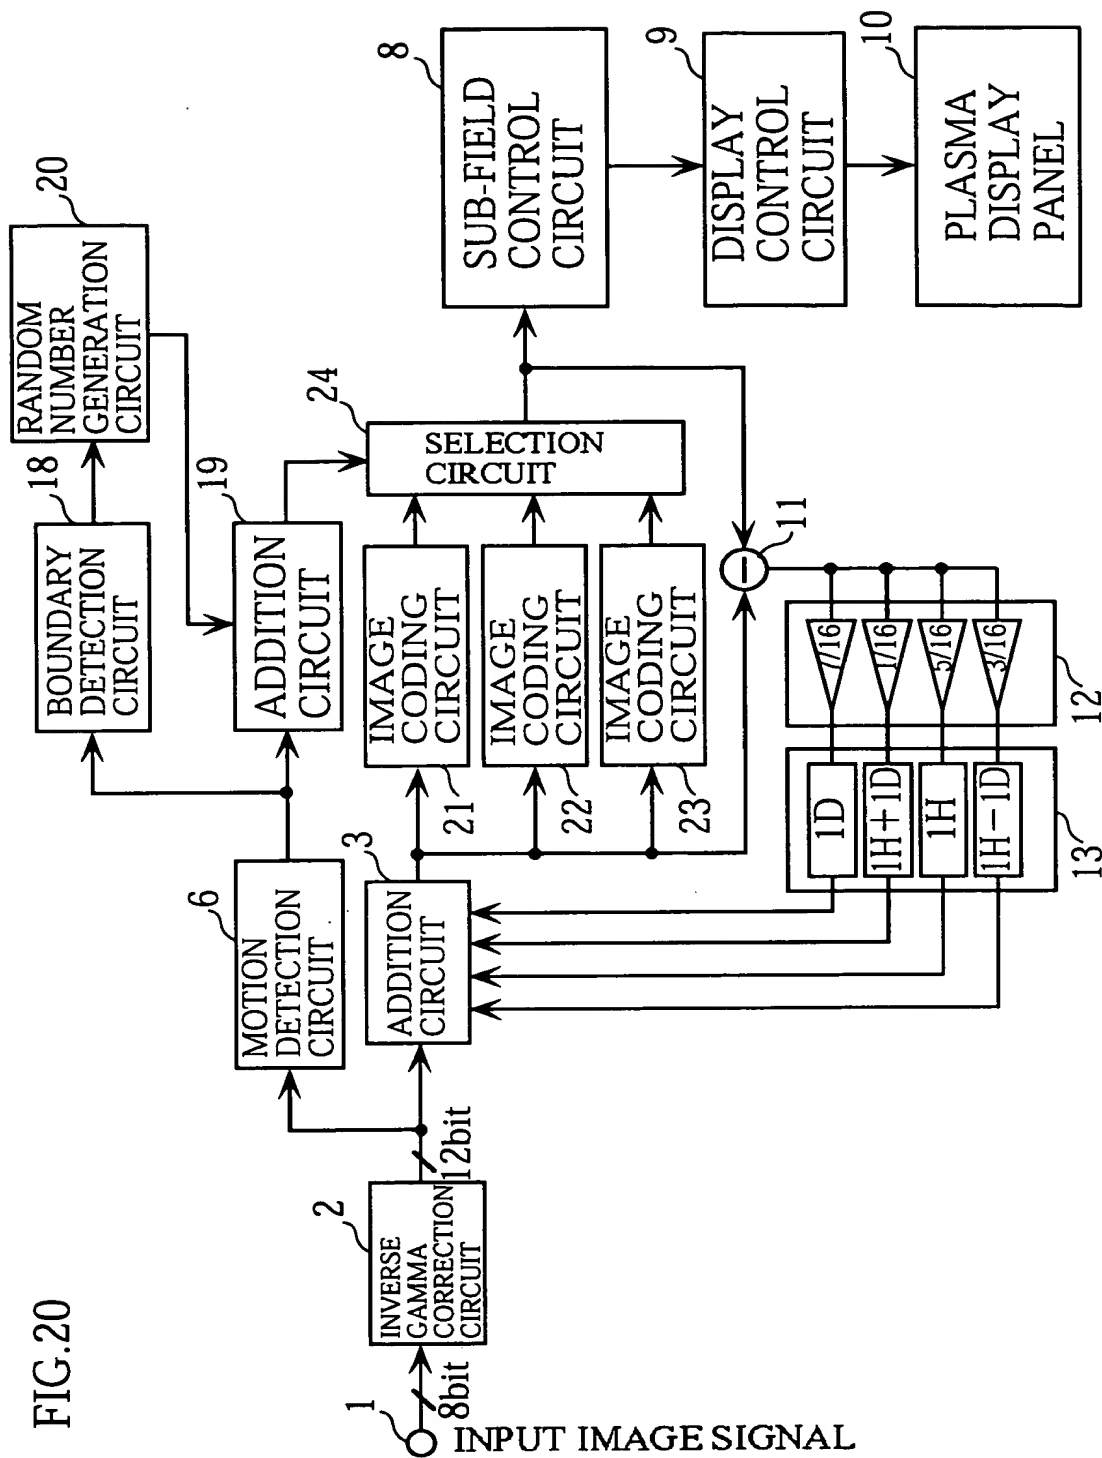 FIG.20
1
INPUT IMAGE SIGNAL
8bit
2
INVERSE
GAMMA
CORRECTION
CIRCUIT
12bit
6
MOTION
DETECTION
CIRCUIT
3
ADDITION
CIRCUIT
18
BOUNDARY
DETECTION
CIRCUIT
20
RANDOM
NUMBER
GENERATION
CIRCUIT
19
ADDITION
CIRCUIT
21
IMAGE
CODING
CIRCUIT
22
IMAGE
CODING
CIRCUIT
23
IMAGE
CODING
CIRCUIT
24
SELECTION
CIRCUIT
8
SUB-FIELD
CONTROL
CIRCUIT
9
DISPLAY
CONTROL
CIRCUIT
10
PLASMA
DISPLAY
PANEL
11
12
7/16
1/16
5/16
3/16
13
1D
1H+1D
1H
1H−1D